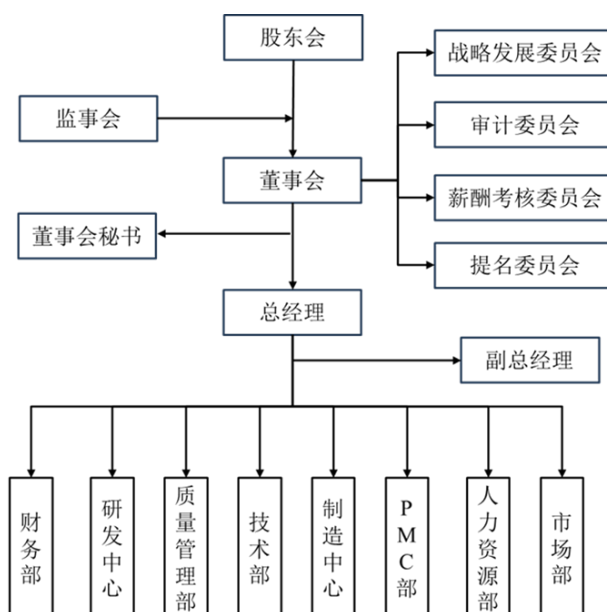 股东会
战略发展委员会
监事会
审计委员会
董事会
薪酬考核委员会
董事会秘书
提名委员会
总经理
副总经理
财务部
研发中心
质量管理部
技术部
制造中心
PMC部
人力资源部
市场部